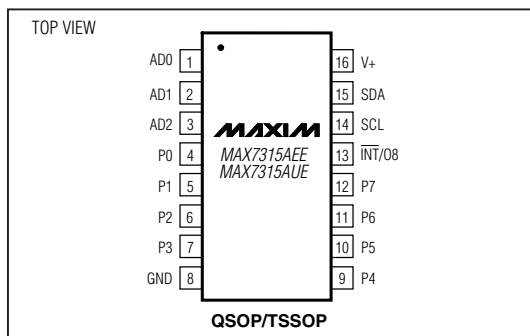 TOP VIEW
AD0 1
AD1 2
AD2 3
P0 4
P1 5
P2 6
P3 7
GND 8
MAXIM
MAX7315AEE
MAX7315AUE
16 V+
15 SDA
14 SCL
13 INT/O8
12 P7
11 P6
10 P5
9 P4
QSOP/TSSOP